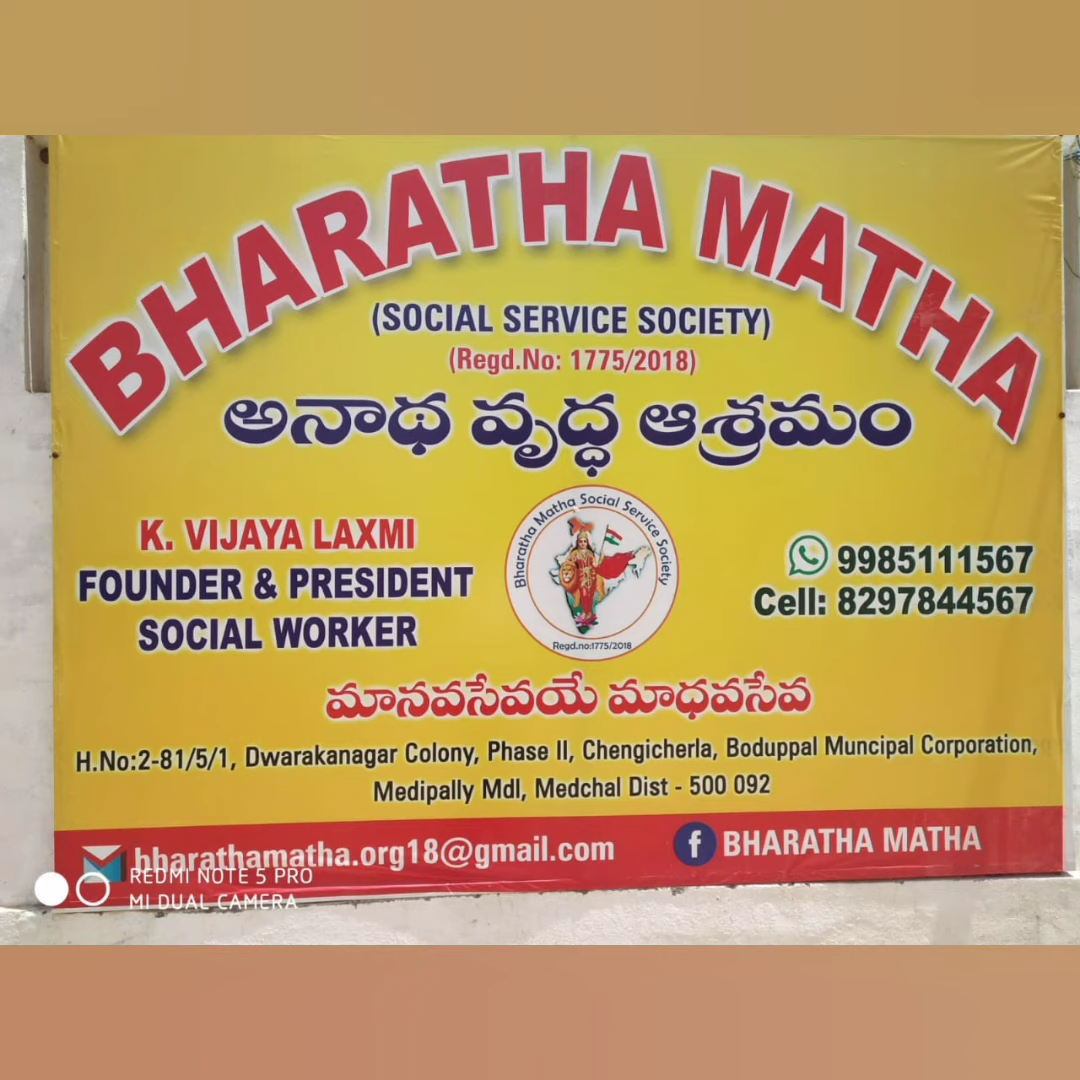 BHARATHA MATHA
(SOCIAL SERVICE SOCIETY)
(Regd.No: 1775/2018)
అనాథ వృద్ధ ఆశ్రమం
K. VIJAYA LAXMI
FOUNDER & PRESIDENT
SOCIAL WORKER
Bharatha Matha Social Service Society
Regd.no:1775/2018
9985111567
Cell: 8297844567
మానవసేవయే మాధవసేవ
H.No:2-81/5/1, Dwarakanagar Colony, Phase II, Chengicherla, Boduppal Muncipal Corporation,
Medipally Mdl, Medchal Dist - 500 092
bharathamatha.org18@gmail.com
BHARATHA MATHA
REDMI NOTE 5 PRO
MI DUAL CAMERA